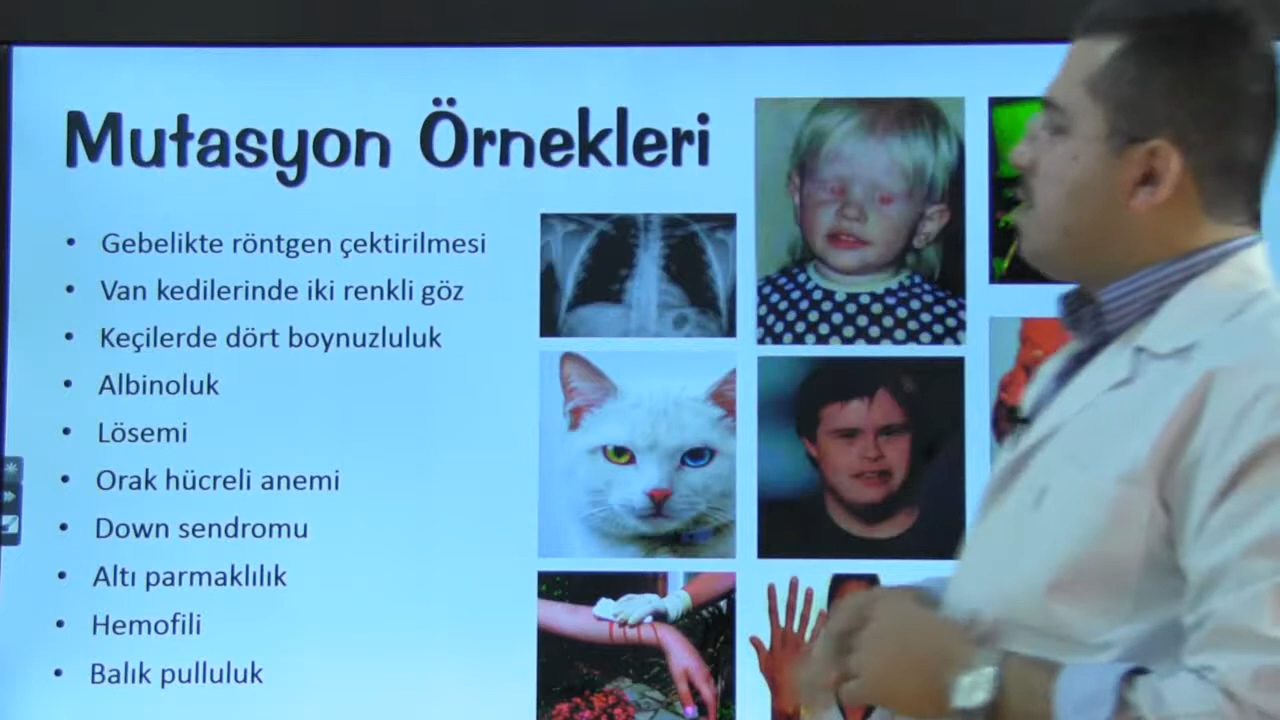 Mutasyon Örnekleri
• Gebelikte röntgen çektirilmesi
• Van kedilerinde iki renkli göz
• Keçilerde dört boynuzluluk
• Albinoluk
• Lösemi
• Orak hücreli anemi
• Down sendromu
• Altı parmaklılık
• Hemofili
• Balık pulluluk